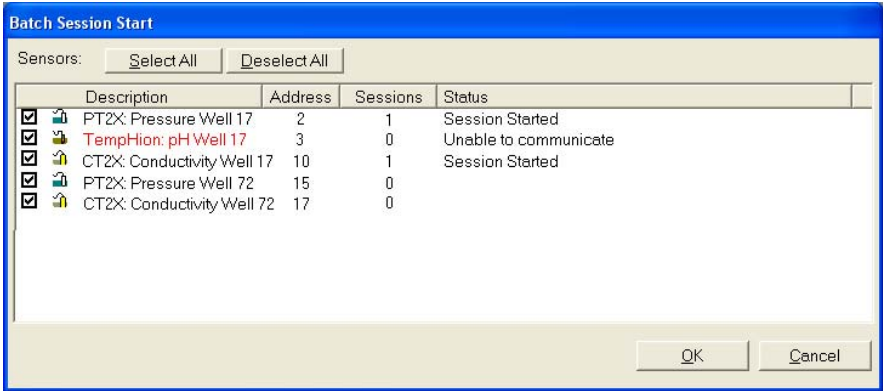 Batch Session Start
Sensors: Select All Deselect All
Description Address Sessions Status
PT2X: Pressure Well 17 2 1 Session Started
TempHion: pH Well 17 3 0 Unable to communicate
CT2X: Conductivity Well 17 10 1 Session Started
PT2X: Pressure Well 72 15 0
CT2X: Conductivity Well 72 17 0
OK Cancel